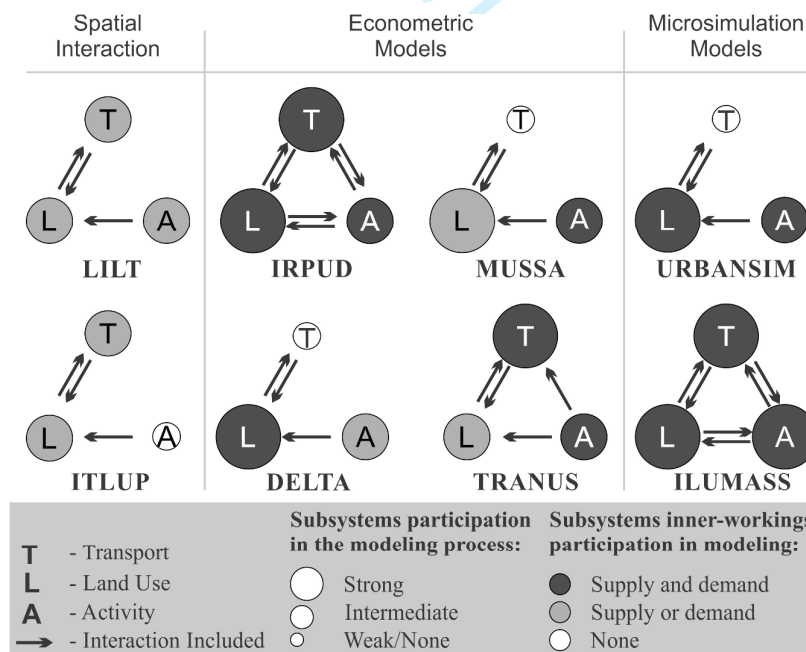 Spatial
Interaction
Econometric
Models
Microsimulation
Models
T
L
A
LILT
T
L
A
IRPUD
T
L
A
MUSSA
T
L
A
URBANSIM
T
L
A
ITLUP
T
L
A
DELTA
T
L
A
TRANUS
T
L
A
ILUMASS
T - Transport
L - Land Use
A - Activity
- Interaction Included
Subsystems participation
in the modeling process:
Strong
Intermediate
Weak/None
Subsystems inner-workings
participation in modeling:
Supply and demand
Supply or demand
None